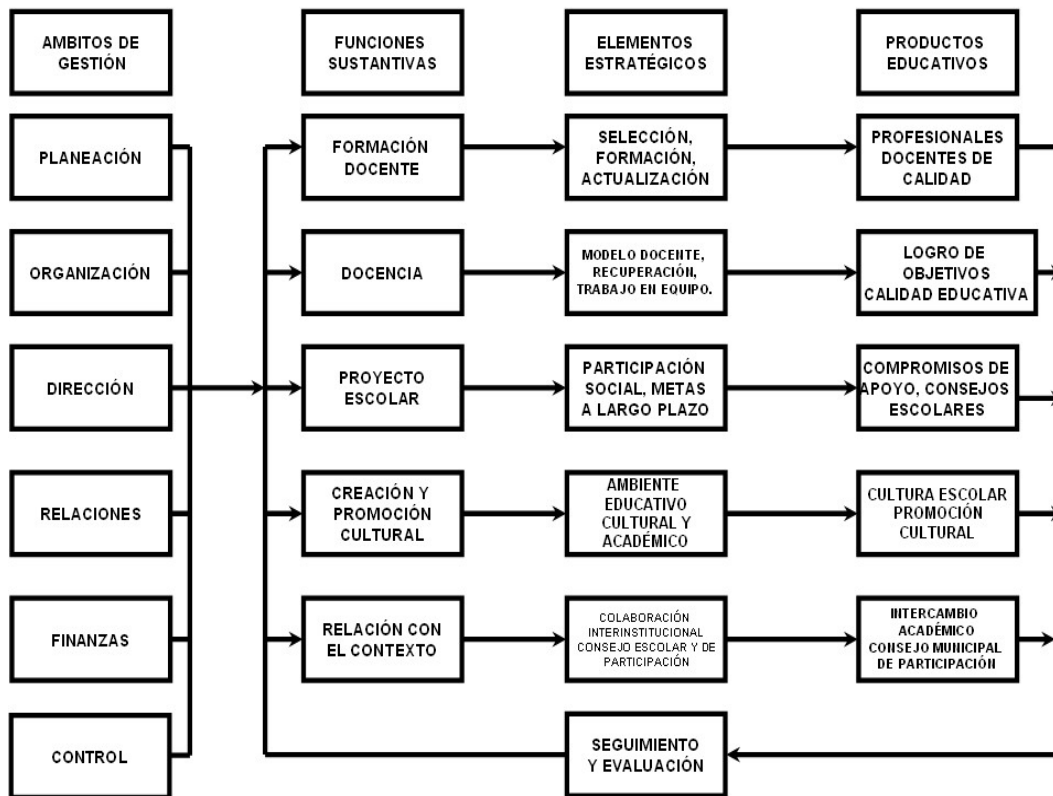 AMBITOS DE
GESTIÓN
FUNCIONES
SUSTANTIVAS
ELEMENTOS
ESTRATÉGICOS
PRODUCTOS
EDUCATIVOS
PLANEACIÓN
FORMACIÓN
DOCENTE
SELECCIÓN,
FORMACIÓN,
ACTUALIZACIÓN
PROFESIONALES
DOCENTES DE
CALIDAD
ORGANIZACIÓN
DOCENCIA
MODELO DOCENTE,
RECUPERACIÓN,
TRABAJO EN EQUIPO.
LOGRO DE
OBJETIVOS
CALIDAD EDUCATIVA
DIRECCIÓN
PROYECTO
ESCOLAR
PARTICIPACIÓN
SOCIAL, METAS
A LARGO PLAZO
COMPROMISOS DE
APOYO, CONSEJOS
ESCOLARES
RELACIONES
CREACIÓN Y
PROMOCIÓN
CULTURAL
AMBIENTE
EDUCATIVO
CULTURAL Y
ACADÉMICO
CULTURA ESCOLAR
PROMOCIÓN
CULTURAL
FINANZAS
RELACIÓN CON
EL CONTEXTO
COLABORACIÓN
INTERINSTITUCIONAL
CONSEJO ESCOLAR Y DE
PARTICIPACIÓN
INTERCAMBIO
ACADÉMICO
CONSEJO MUNICIPAL
DE PARTICIPACIÓN
CONTROL
SEGUIMIENTO
Y EVALUACIÓN